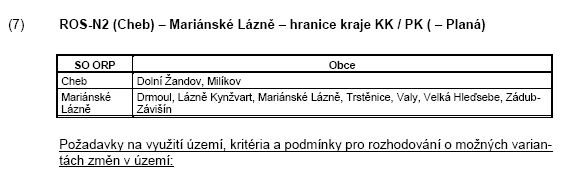 (7) ROS-N2 (Cheb) – Mariánské Lázně – hranice kraje KK / PK ( – Planá)
SO ORP Obce
Cheb Dolní Žandov, Milíkov
Mariánské Lázně Drmoul, Lázně Kynžvart, Mariánské Lázně, Trstěnice, Valy, Velká Hleďsebe, Zádub-
Závišín
Požadavky na využití území, kritéria a podmínky pro rozhodování o možných varian-
tách změn v území: